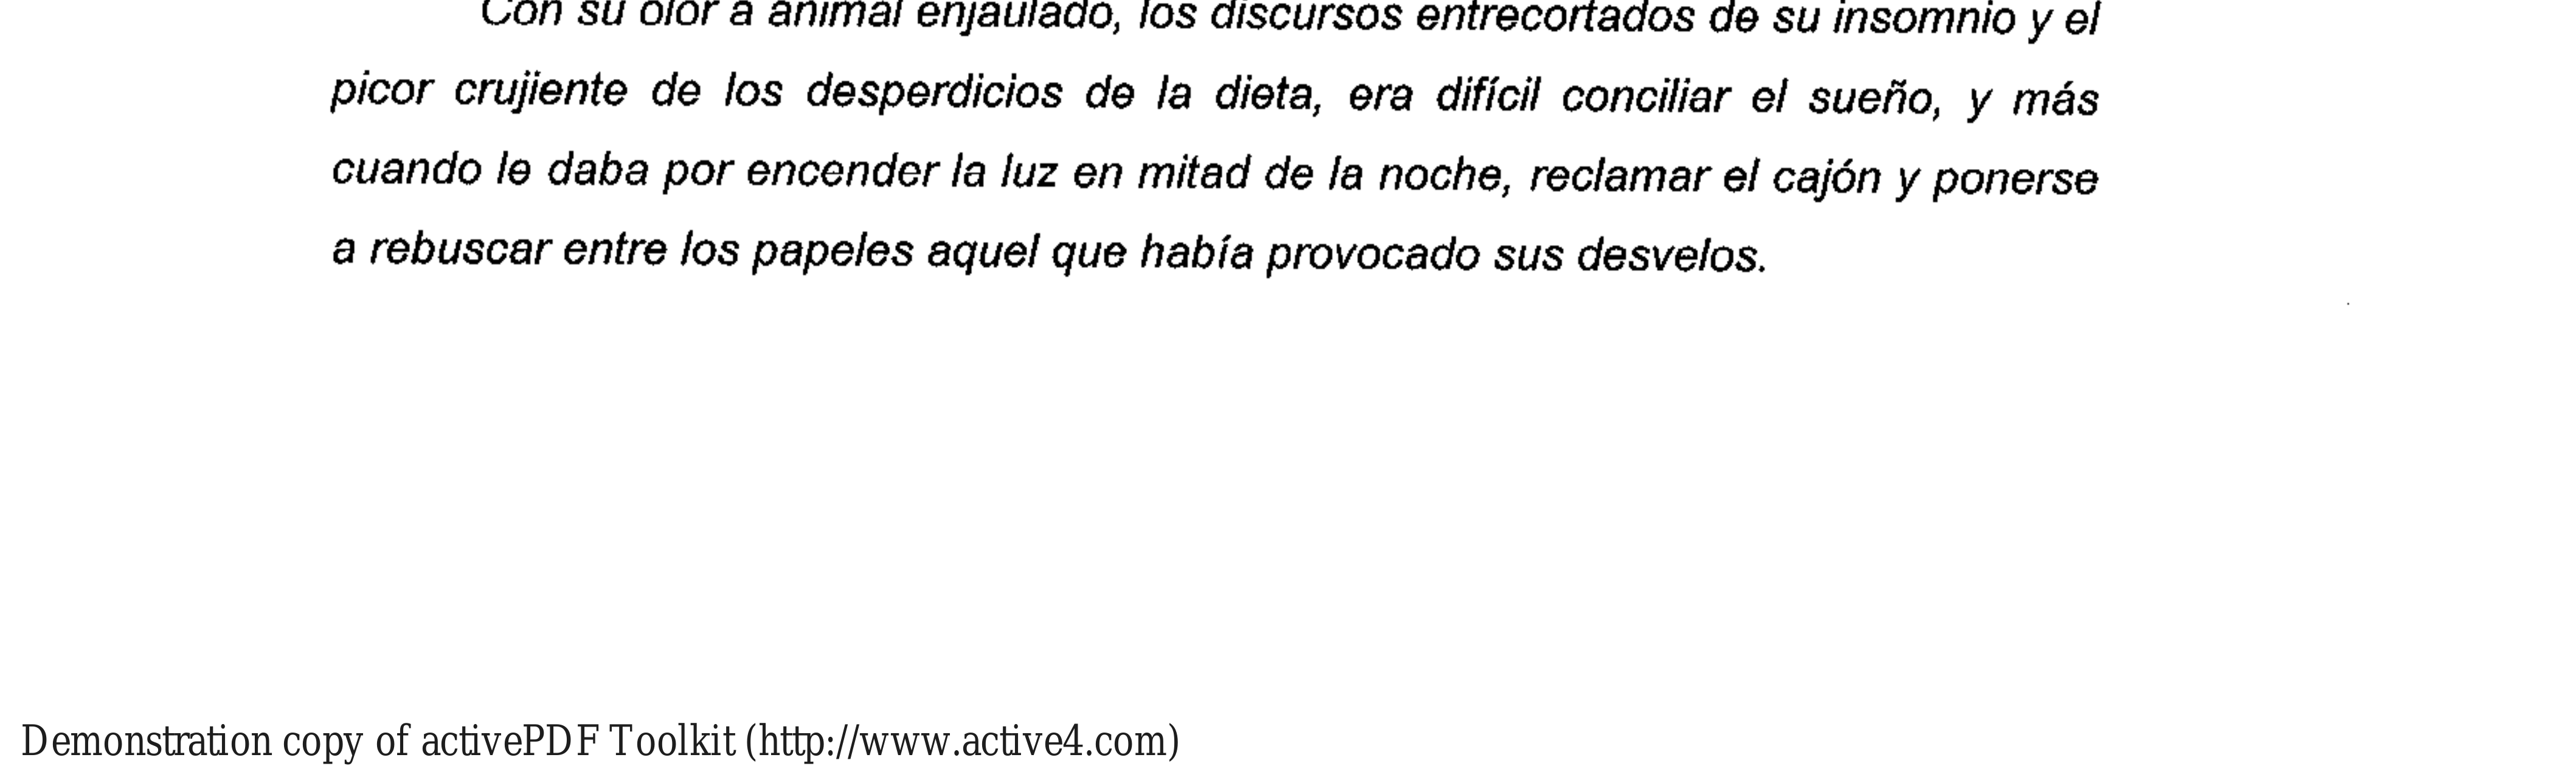 Con su olor a animal enjaulado, los discursos entrecortados de su insomnio y el
picor crujiente de los desperdicios de la dieta, era difícil conciliar el sueño, y más
cuando le daba por encender la luz en mitad de la noche, reclamar el cajón y ponerse
a rebuscar entre los papeles aquel que había provocado sus desvelos.
Demonstration copy of activePDF Toolkit (http://www.active4.com)